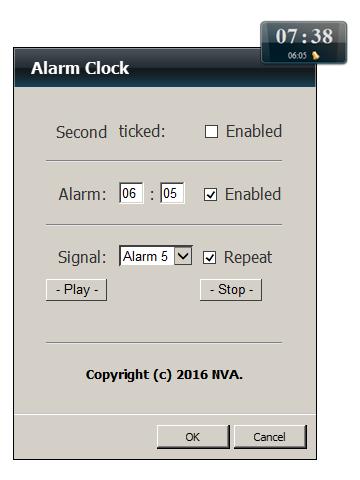 07:38
06:05
Alarm Clock
Second ticked: Enabled
Alarm: 06 : 05 Enabled
Signal: Alarm 5 Repeat
- Play - - Stop -
Copyright (c) 2016 NVA.
OK Cancel